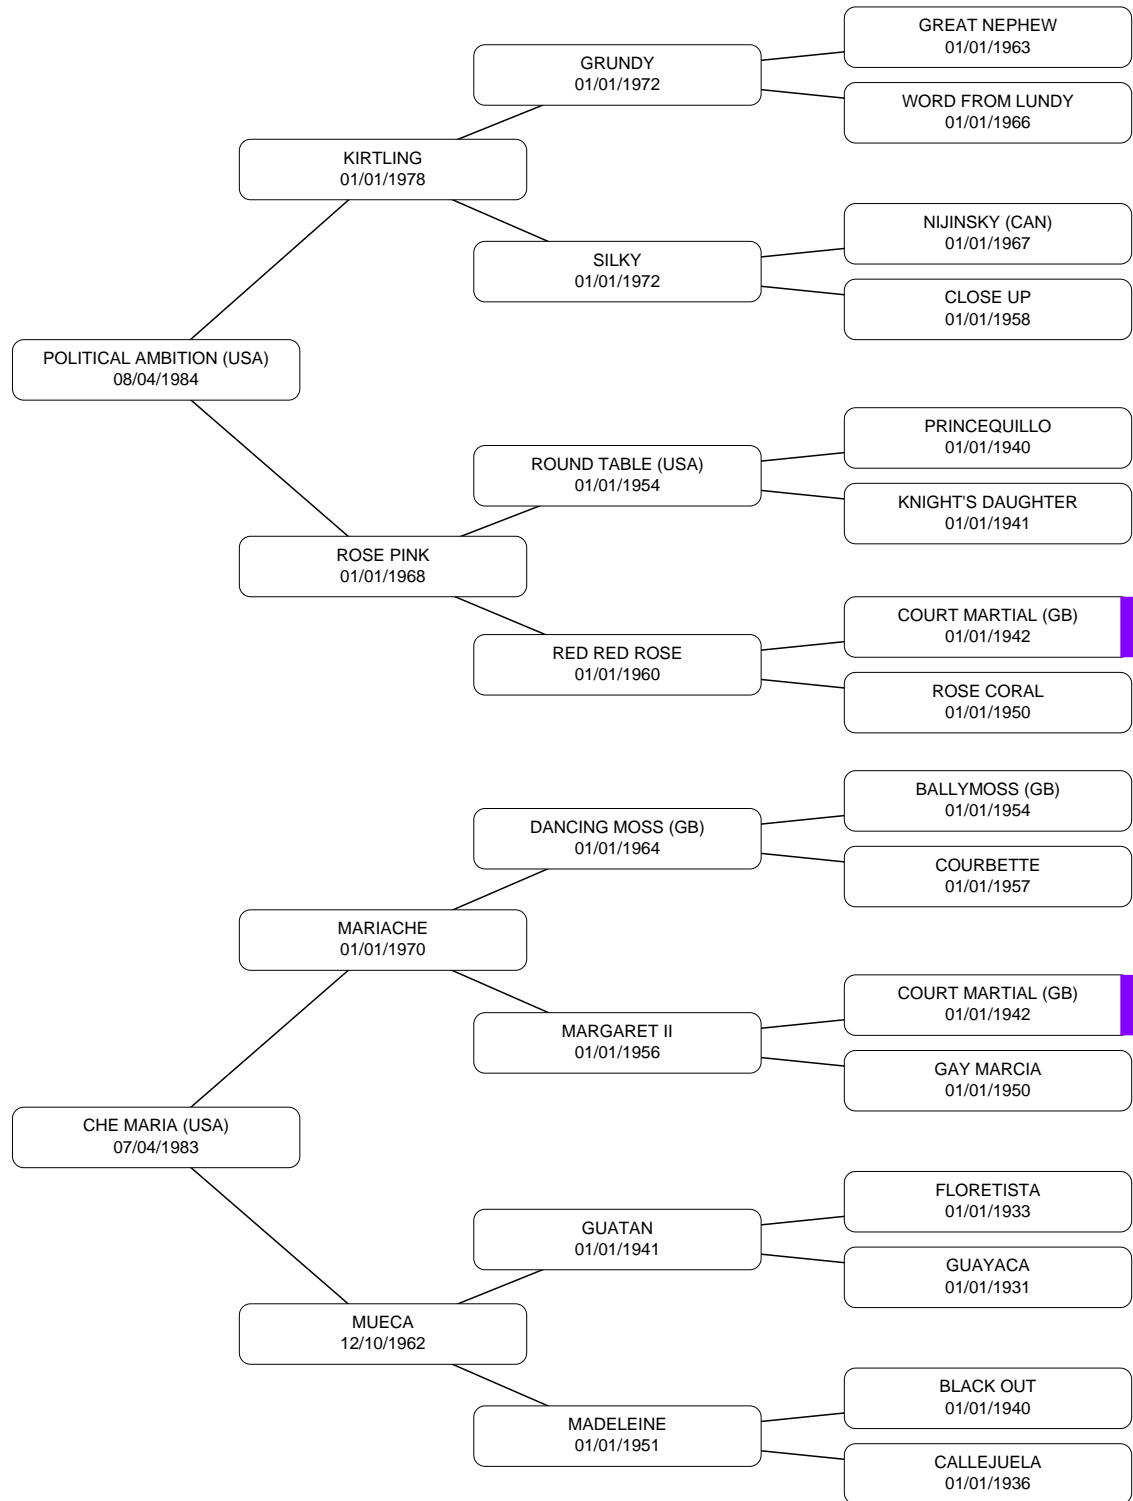 GREAT NEPHEW
01/01/1963
GRUNDY
01/01/1972
WORD FROM LUNDY
01/01/1966
KIRTLING
01/01/1978
NIJINSKY (CAN)
01/01/1967
SILKY
01/01/1972
CLOSE UP
01/01/1958
POLITICAL AMBITION (USA)
08/04/1984
PRINCEQUILLO
01/01/1940
ROUND TABLE (USA)
01/01/1954
KNIGHT'S DAUGHTER
01/01/1941
ROSE PINK
01/01/1968
COURT MARTIAL (GB)
01/01/1942
RED RED ROSE
01/01/1960
ROSE CORAL
01/01/1950
BALLYMOSS (GB)
01/01/1954
DANCING MOSS (GB)
01/01/1964
COURBETTE
01/01/1957
MARIACHE
01/01/1970
COURT MARTIAL (GB)
01/01/1942
MARGARET II
01/01/1956
GAY MARCIA
01/01/1950
CHE MARIA (USA)
07/04/1983
FLORETISTA
01/01/1933
GUATAN
01/01/1941
GUAYACA
01/01/1931
MUECA
12/10/1962
BLACK OUT
01/01/1940
MADELEINE
01/01/1951
CALLEJUELA
01/01/1936